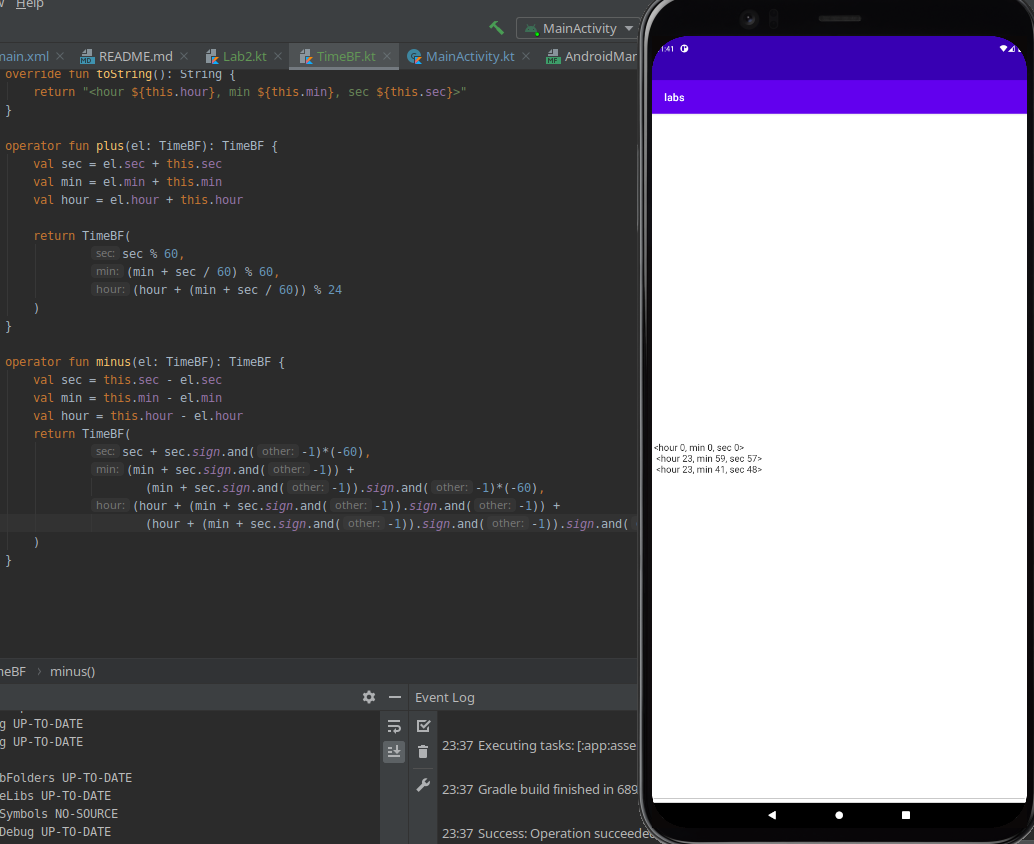 Help
MainActivity
main.xml
README.md
Lab2.kt
TimeBF.kt
MainActivity.kt
AndroidMar
override fun toString(): String {
return "<hour ${this.hour}, min ${this.min}, sec ${this.sec}>"
}
operator fun plus(el: TimeBF): TimeBF {
val sec = el.sec + this.sec
val min = el.min + this.min
val hour = el.hour + this.hour
return TimeBF(
sec: sec % 60,
min: (min + sec / 60) % 60,
hour: (hour + (min + sec / 60)) % 24
)
}
operator fun minus(el: TimeBF): TimeBF {
val sec = this.sec - el.sec
val min = this.min - el.min
val hour = this.hour - el.hour
return TimeBF(
sec: sec + sec.sign.and( other: -1)*(-60),
min: (min + sec.sign.and( other: -1)) +
(min + sec.sign.and( other: -1)).sign.and( other: -1)*(-60),
hour: (hour + (min + sec.sign.and( other: -1)).sign.and( other: -1)) +
(hour + (min + sec.sign.and( other: -1)).sign.and( other: -1)).sign.and(
)
}
meBF › minus()
Event Log
g UP-TO-DATE
g UP-TO-DATE
bFolders UP-TO-DATE
eLibs UP-TO-DATE
Symbols NO-SOURCE
Debug UP-TO-DATE
23:37 Executing tasks: [:app:asse
23:37 Gradle build finished in 689
23:37 Success: Operation succeeded
1:41
labs
<hour 0, min 0, sec 0>
<hour 23, min 59, sec 57>
<hour 23, min 41, sec 48>